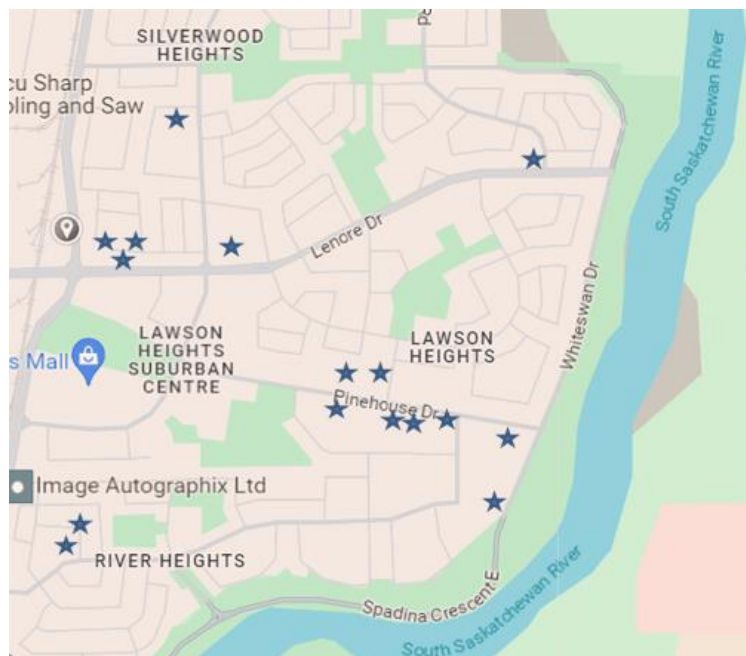 SILVERWOOD
HEIGHTS
cu Sharp
oling and Saw
South Saskatchewan River
Lenore Dr
Whiteswan Dr
LAWSON
HEIGHTS
SUBURBAN
CENTRE
s Mall
LAWSON
HEIGHTS
Pinehouse Dr
Image Autographix Ltd
RIVER HEIGHTS
Spadina Crescent E
South Saskatchewan River